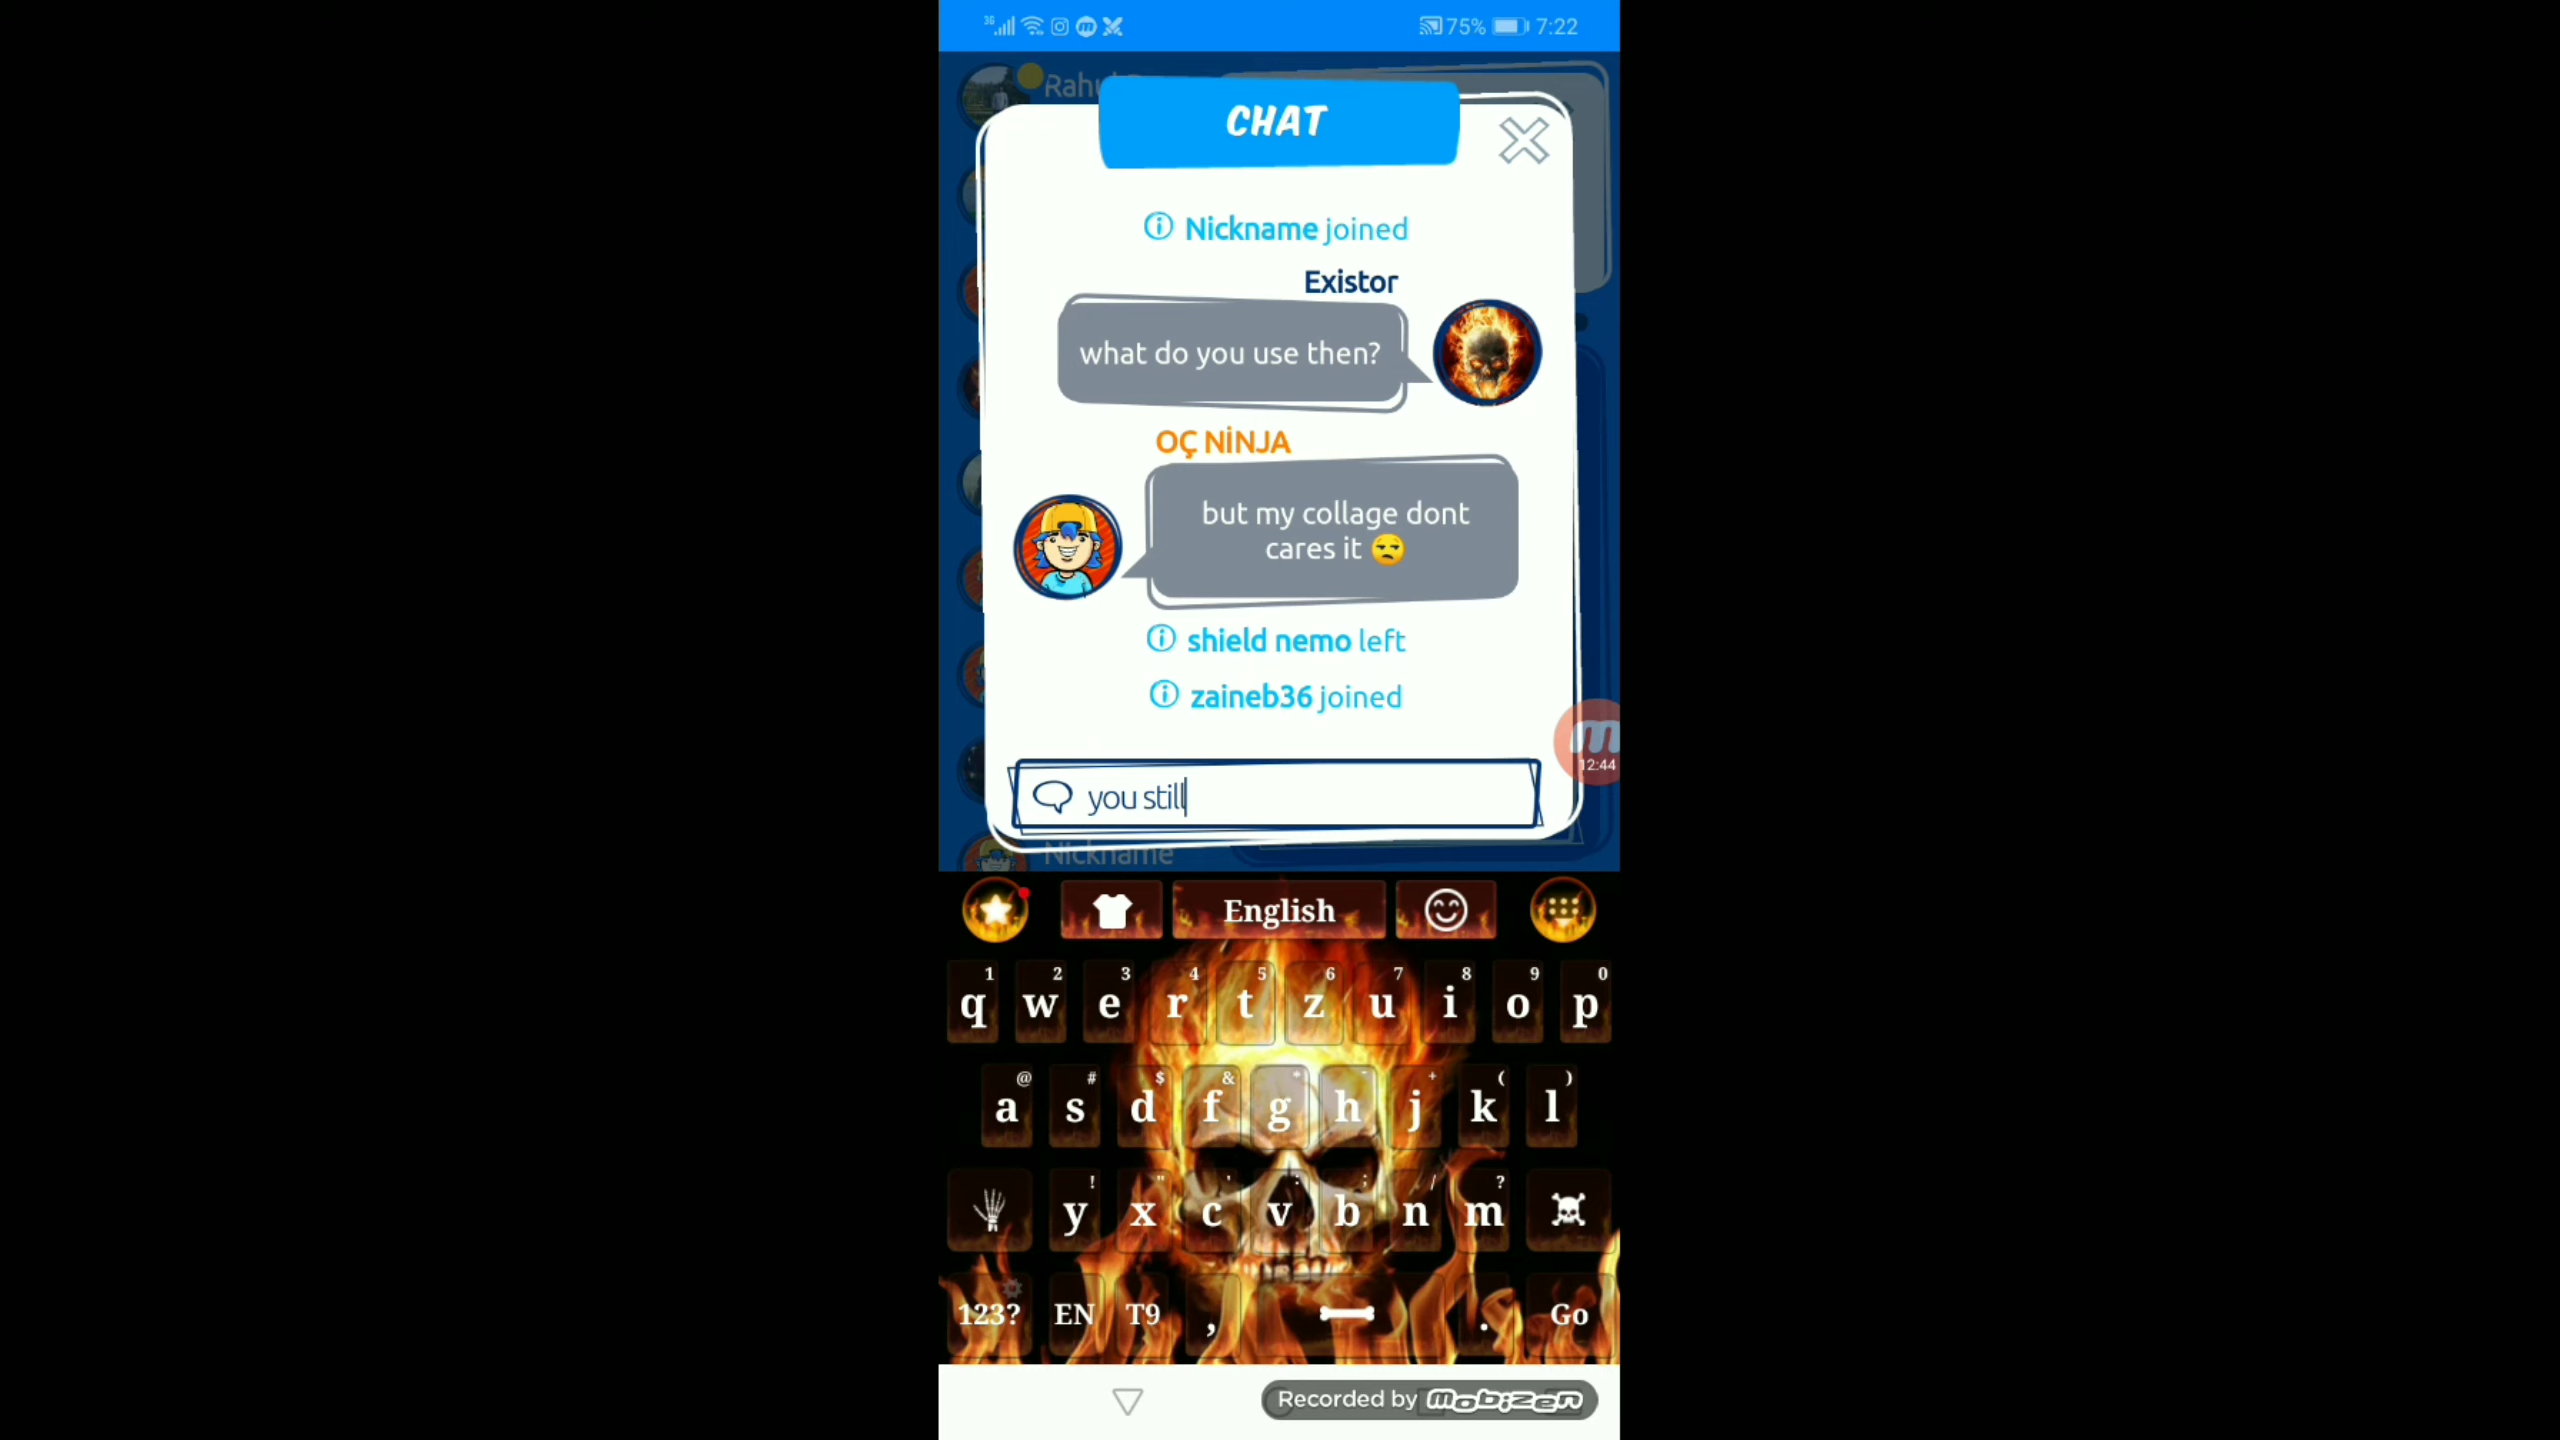 3G 75% 7:22
Rahu
CHAT
Nickname joined
Existor
what do you use then?
OÇ NİNJA
but my collage dont
cares it 😒
shield nemo left
zaineb36 joined
12:44
you still
Nickname
English
1 2 3 4 5 6 7 8 9 0
q w e r t z u i o p
@ # $ & * - + ( )
a s d f g h j k l
! " ' : ; / ?
y x c v b n m
123? EN T9 , . Go
Recorded by mobizen